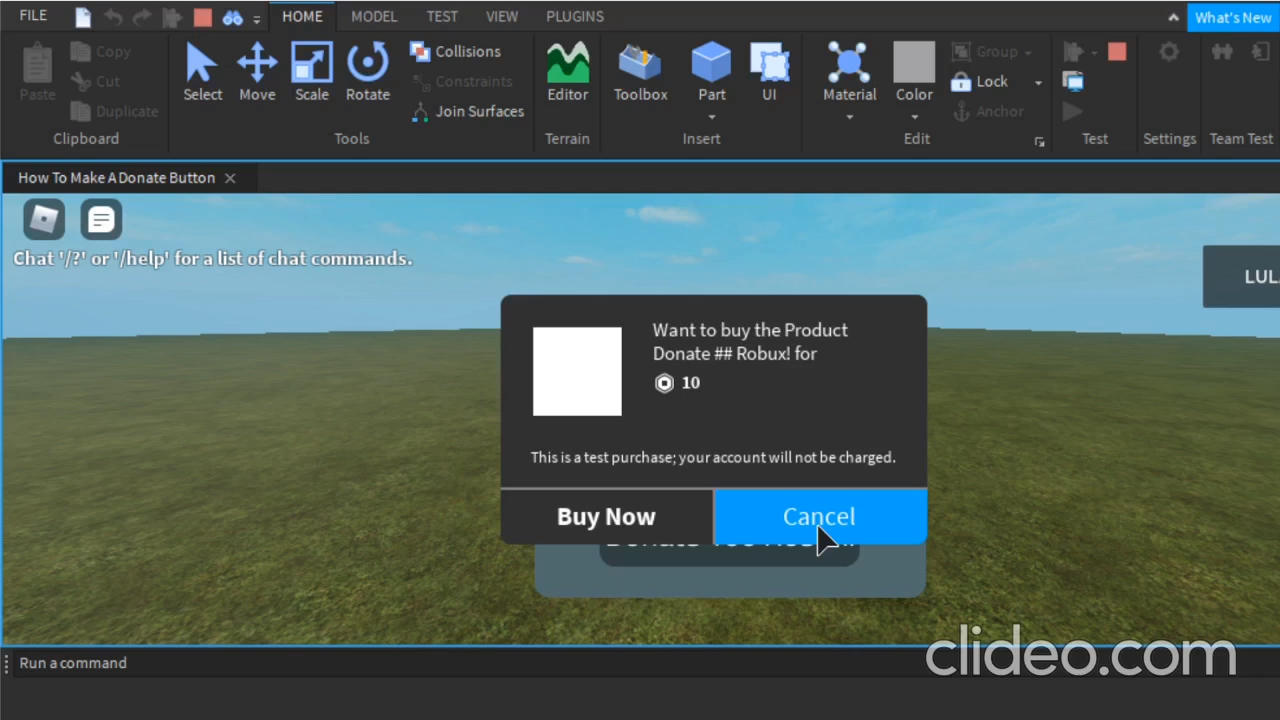 FILE
HOME
MODEL
TEST
VIEW
PLUGINS
What's New
Paste
Copy
Cut
Duplicate
Clipboard
Select
Move
Scale
Rotate
Collisions
Constraints
Join Surfaces
Tools
Editor
Terrain
Toolbox
Part
UI
Insert
Material
Color
Group
Lock
Anchor
Edit
Test
Settings
Team Test
How To Make A Donate Button
Chat '/?' or '/help' for a list of chat commands.
LUL
Want to buy the Product
Donate ## Robux! for
10
This is a test purchase; your account will not be charged.
Buy Now
Cancel
Donate
clideo.com
Run a command